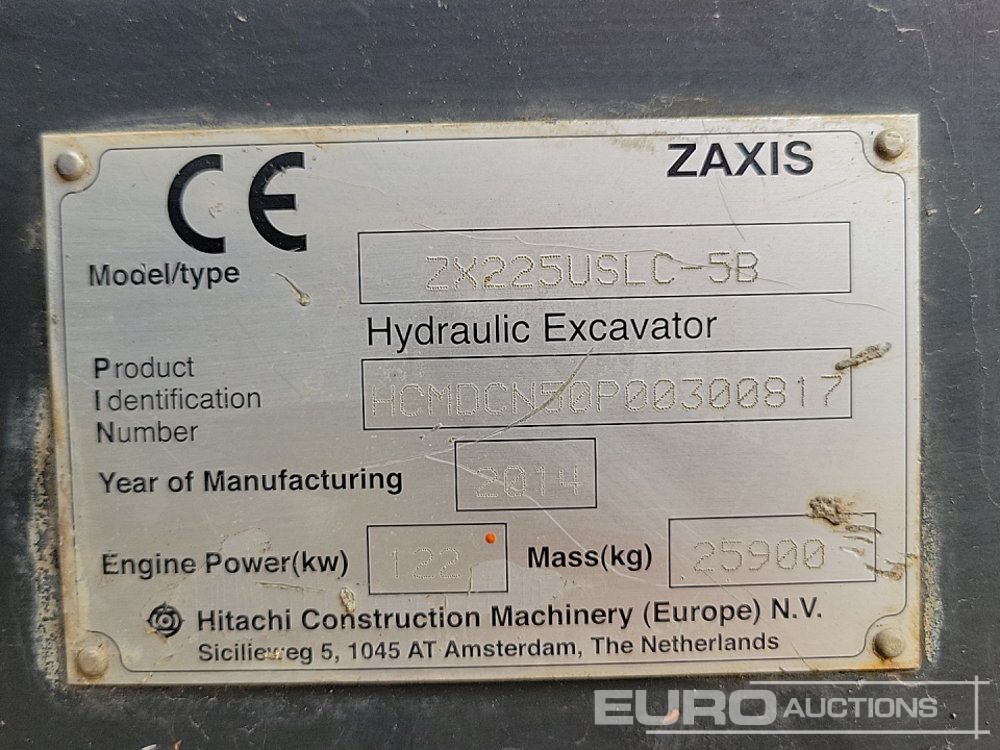 CE
ZAXIS
Model/type ZX225USLC-5B
Hydraulic Excavator
Product
Identification HCMDCN50P00300817
Number
Year of Manufacturing 2014
Engine Power(kw) 122 Mass(kg) 25900
Hitachi Construction Machinery (Europe) N.V.
Sicilieweg 5, 1045 AT Amsterdam, The Netherlands
EURO AUCTIONS